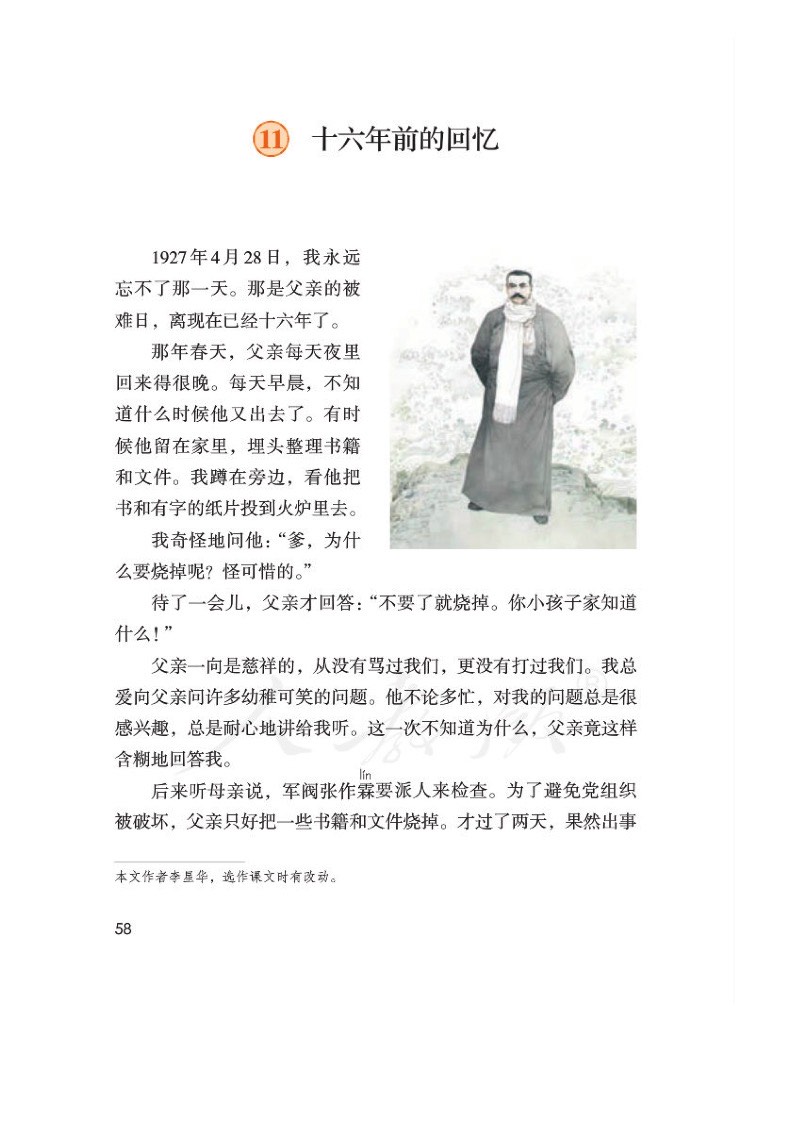 11 十六年前的回忆
1927年4月28日，我永远
忘不了那一天。那是父亲的被
难日，离现在已经十六年了。
那年春天，父亲每天夜里
回来得很晚。每天早晨，不知
道什么时候他又出去了。有时
候他留在家里，埋头整理书籍
和文件。我蹲在旁边，看他把
书和有字的纸片投到火炉里去。
我奇怪地问他：“爹，为什
么要烧掉呢？怪可惜的。”
待了一会儿，父亲才回答：“不要了就烧掉。你小孩子家知道
什么！”
父亲一向是慈祥的，从没有骂过我们，更没有打过我们。我总
爱向父亲问许多幼稚可笑的问题。他不论多忙，对我的问题总是很
感兴趣，总是耐心地讲给我听。这一次不知道为什么，父亲竟这样
含糊地回答我。
lín
后来听母亲说，军阀张作霖要派人来检查。为了避免党组织
被破坏，父亲只好把一些书籍和文件烧掉。才过了两天，果然出事
本文作者李星华，选作课文时有改动。
58